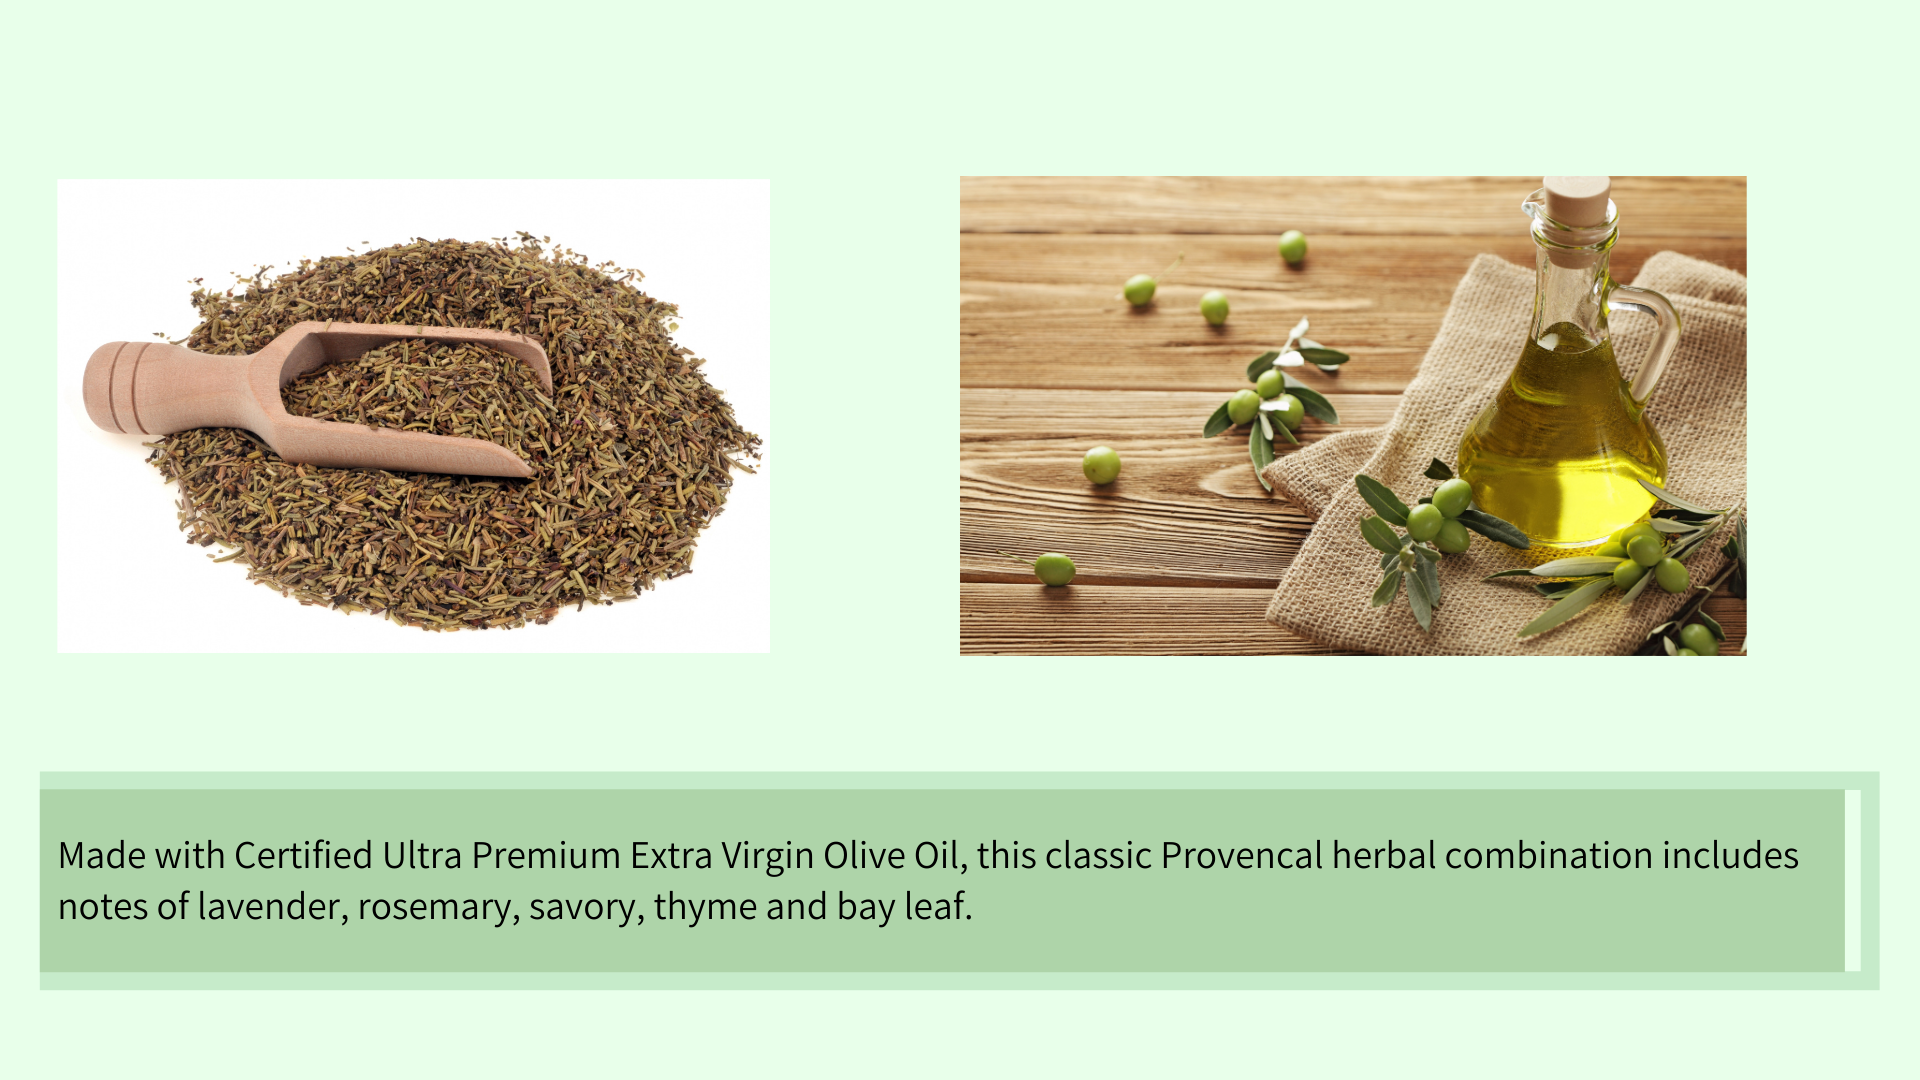 Made with Certified Ultra Premium Extra Virgin Olive Oil, this classic Provencal herbal combination includes
notes of lavender, rosemary, savory, thyme and bay leaf.